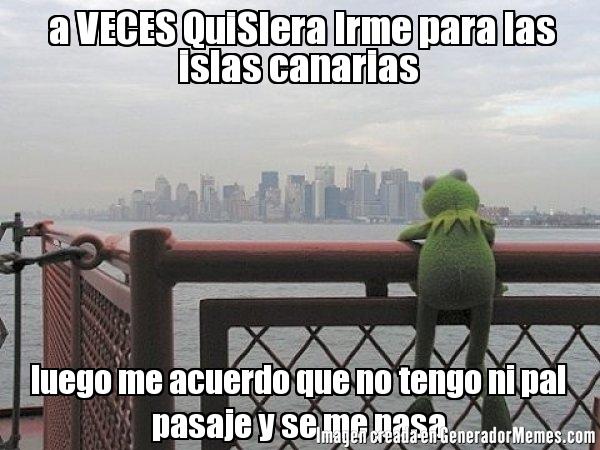 a VECES QuiSIera Irme para las
islas canarias
luego me acuerdo que no tengo ni pal
pasaje y se me pasa
Imagen creada en GeneradorMemes.com